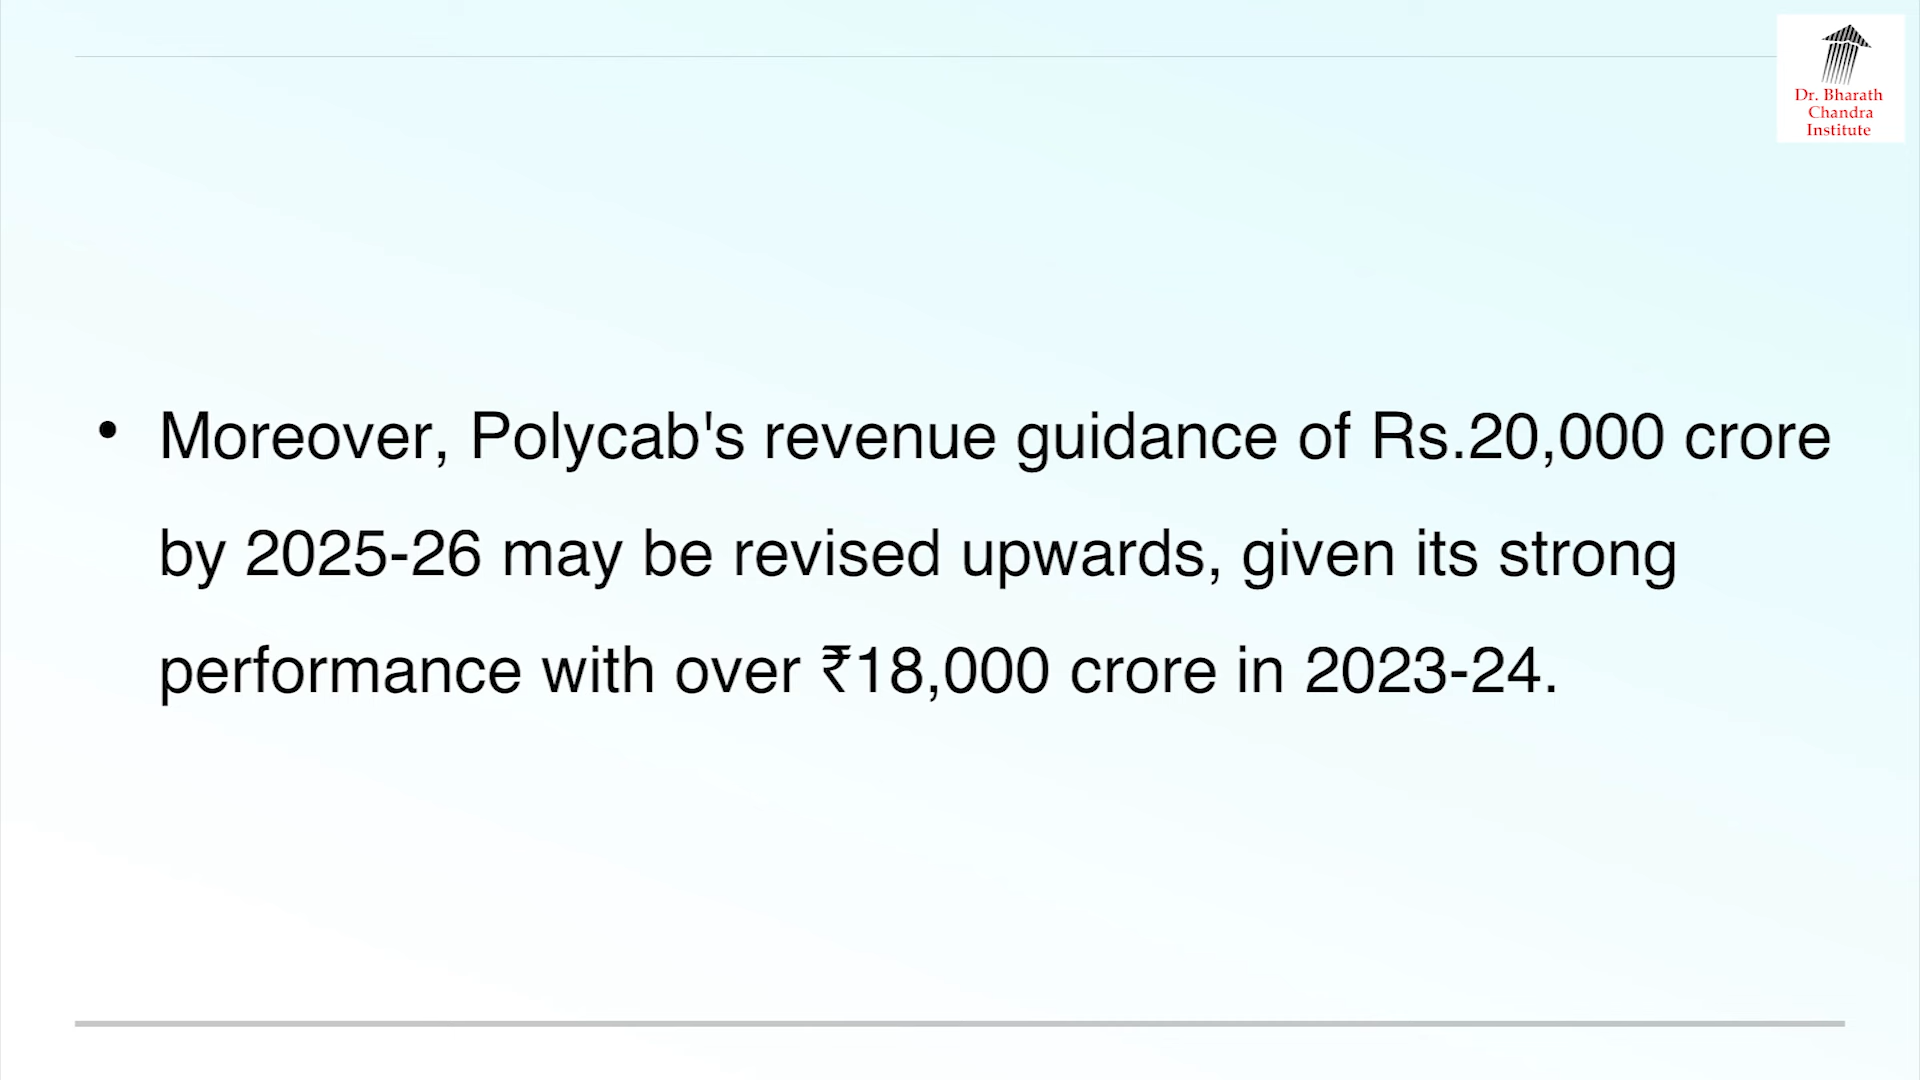 Dr. Bharath
Chandra
Institute
• Moreover, Polycab's revenue guidance of Rs.20,000 crore
by 2025-26 may be revised upwards, given its strong
performance with over ₹18,000 crore in 2023-24.